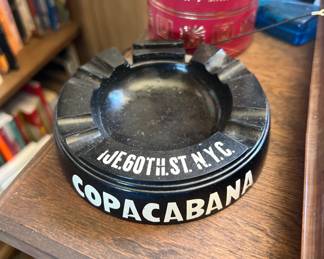 10 E. 60TH. ST. N.Y.C.
COPACABANA